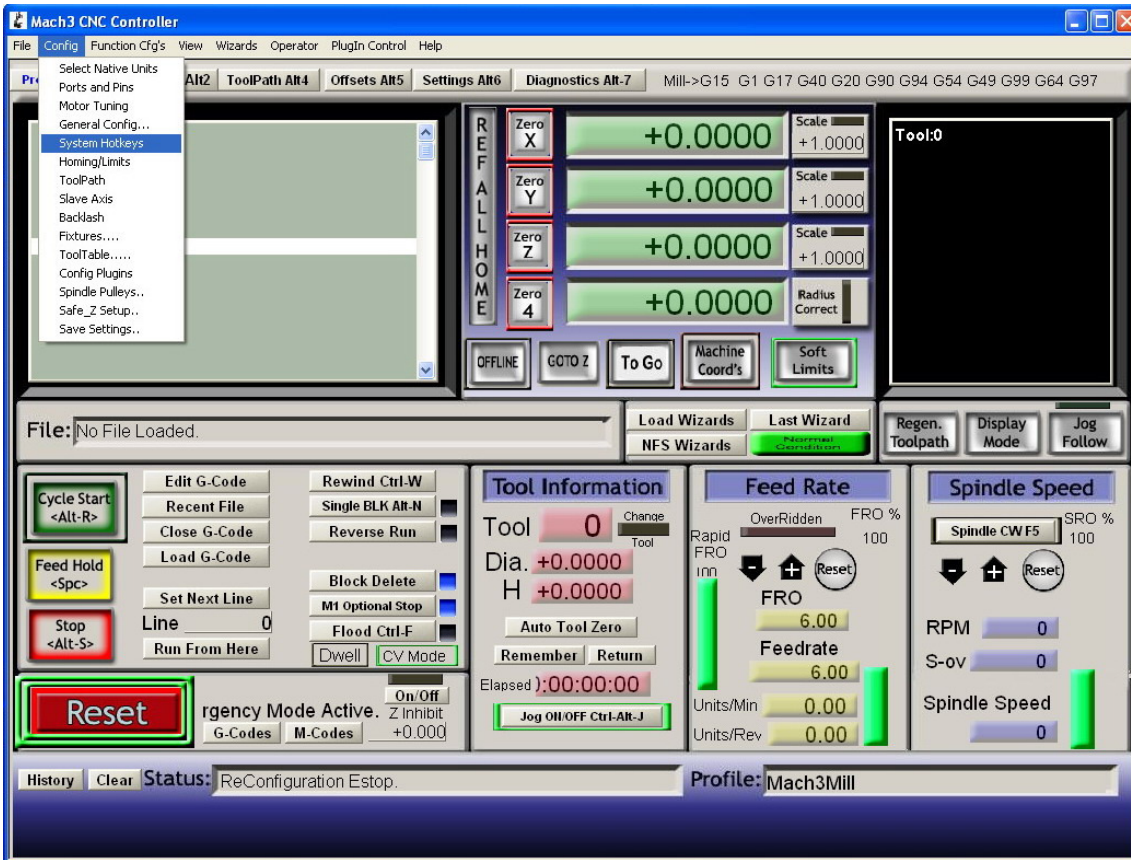 Mach3 CNC Controller
File Config Function Cfg's View Wizards Operator PlugIn Control Help
Select Native Units
Ports and Pins
Motor Tuning
General Config...
System Hotkeys
Homing/Limits
ToolPath
Slave Axis
Backlash
Fixtures....
ToolTable.....
Config Plugins
Spindle Pulleys..
Safe_Z Setup..
Save Settings..
Alt2 ToolPath Alt4 Offsets Alt5 Settings Alt6 Diagnostics Alt-7 Mill->G15 G1 G17 G40 G20 G90 G94 G54 G49 G99 G64 G97
REF ALL HOME
Zero X +0.0000 Scale +1.0000
Zero Y +0.0000 Scale +1.0000
Zero Z +0.0000 Scale +1.0000
Zero 4 +0.0000 Radius Correct
OFFLINE GOTO Z To Go Machine Coord's Soft Limits
Tool:0
File: No File Loaded.
Load Wizards Last Wizard
NFS Wizards Normal Condition
Regen. Toolpath Display Mode Jog Follow
Cycle Start <Alt-R>
Feed Hold <Spc>
Stop <Alt-S>
Edit G-Code
Recent File
Close G-Code
Load G-Code
Set Next Line
Line 0
Run From Here
Rewind Ctrl-W
Single BLK Alt-N
Reverse Run
Block Delete
M1 Optional Stop
Flood Ctrl-F
Dwell CV Mode
Reset
rgency Mode Active.
G-Codes M-Codes
On/Off
Z Inhibit
+0.000
Tool Information
Tool 0 Change Tool
Dia. +0.0000
H +0.0000
Auto Tool Zero
Remember Return
Elapsed ):00:00:00
Jog ON/OFF Ctrl-Alt-J
Feed Rate
OverRidden FRO %
100
Rapid
FRO
100
Reset
FRO
6.00
Feedrate
6.00
Units/Min 0.00
Units/Rev 0.00
Spindle Speed
Spindle CW F5 SRO %
100
Reset
RPM 0
S-ov 0
Spindle Speed
0
History Clear Status: ReConfiguration Estop. Profile: Mach3Mill